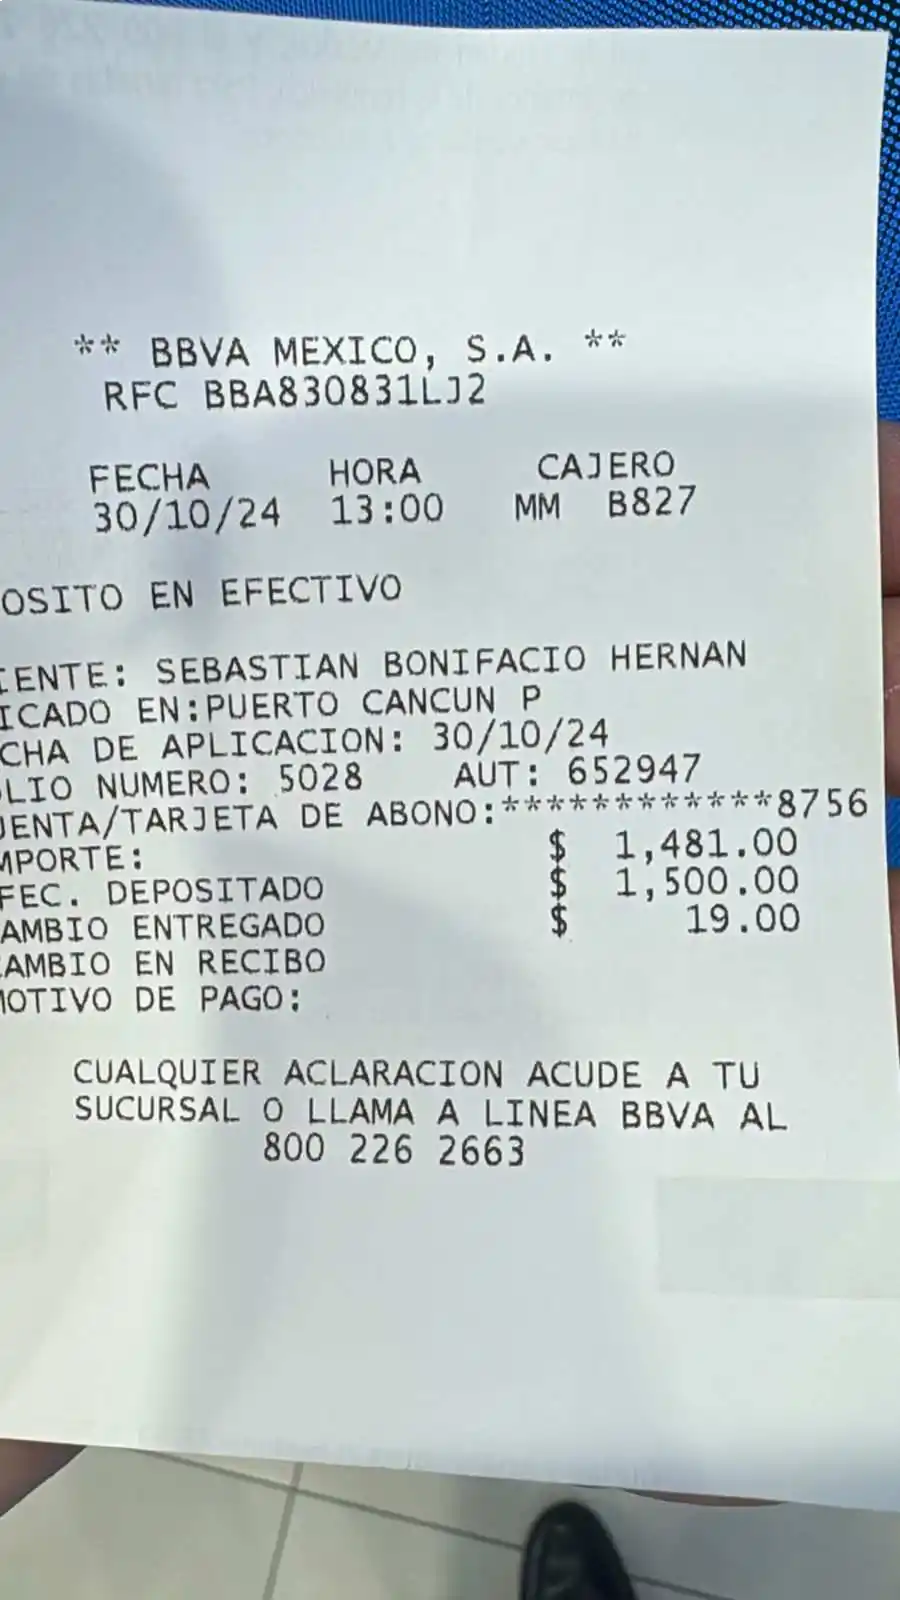 ** BBVA MEXICO, S.A. **
RFC BBA830831LJ2
FECHA HORA CAJERO
30/10/24 13:00 MM B827
OSITO EN EFECTIVO
IENTE: SEBASTIAN BONIFACIO HERNAN
ICADO EN:PUERTO CANCUN P
CHA DE APLICACION: 30/10/24
LIO NUMERO: 5028 AUT: 652947
UENTA/TARJETA DE ABONO:************8756
MPORTE: $ 1,481.00
FEC. DEPOSITADO $ 1,500.00
AMBIO ENTREGADO $ 19.00
CAMBIO EN RECIBO
MOTIVO DE PAGO:
CUALQUIER ACLARACION ACUDE A TU
SUCURSAL O LLAMA A LINEA BBVA AL
800 226 2663